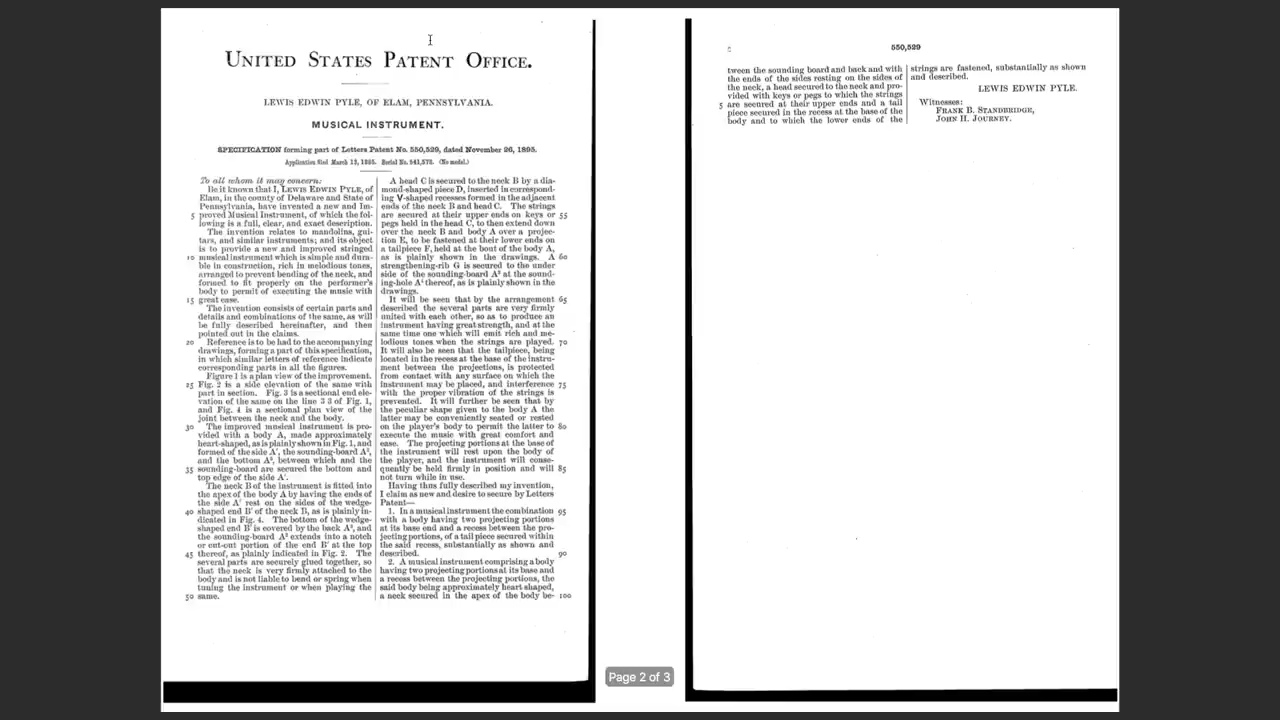 UNITED STATES PATENT OFFICE.
LEWIS EDWIN PYLE, OF ELAM, PENNSYLVANIA.
MUSICAL INSTRUMENT.
SPECIFICATION forming part of Letters Patent No. 550,529, dated November 26, 1895.
Application filed March 13, 1895. Serial No. 541,578. (No model.)
To all whom it may concern:
Be it known that I, LEWIS EDWIN PYLE, of
Elam, in the county of Delaware and State of
Pennsylvania, have invented a new and Im-
5 proved Musical Instrument, of which the fol-
lowing is a full, clear, and exact description.
The invention relates to mandolins, gui-
tars, and similar instruments; and its object
is to provide a new and improved stringed
10 musical instrument which is simple and dura-
ble in construction, rich in melodious tones,
arranged to prevent bending of the neck, and
formed to fit properly on the performer's
body to permit of executing the music with
15 great ease.
The invention consists of certain parts and
details and combinations of the same, as will
be fully described hereinafter, and then
pointed out in the claims.
20 Reference is to be had to the accompanying
drawings, forming a part of this specification,
in which similar letters of reference indicate
corresponding parts in all the figures.
Figure 1 is a plan view of the improvement.
25 Fig. 2 is a side elevation of the same with
part in section. Fig. 3 is a sectional end ele-
vation of the same on the line 3 3 of Fig. 1,
and Fig. 4 is a sectional plan view of the
joint between the neck and the body.
30 The improved musical instrument is pro-
vided with a body A, made approximately
heart-shaped, as is plainly shown in Fig. 1, and
formed of the side A', the sounding-board A²,
and the bottom A³, between which and the
35 sounding-board are secured the bottom and
top edge of the side A'.
The neck B of the instrument is fitted into
the apex of the body A by having the ends of
the side A' rest on the sides of the wedge-
40 shaped end B' of the neck B, as is plainly in-
dicated in Fig. 4. The bottom of the wedge-
shaped end B' is covered by the back A³, and
the sounding-board A² extends into a notch
or cut-out portion of the end B' at the top
45 thereof, as plainly indicated in Fig. 2. The
several parts are securely glued together, so
that the neck is very firmly attached to the
body and is not liable to bend or spring when
tuning the instrument or when playing the
50 same.
A head C is secured to the neck B by a dia-
mond-shaped piece D, inserted in correspond-
ing V-shaped recesses formed in the adjacent
ends of the neck B and head C. The strings
are secured at their upper ends on keys or 55
pegs held in the head C, to then extend down
over the neck B and body A over a projec-
tion E, to be fastened at their lower ends on
a tailpiece F, held at the bout of the body A,
as is plainly shown in the drawings. A 60
strengthening-rib G is secured to the under
side of the sounding-board A² at the sound-
ing-hole A⁴ thereof, as is plainly shown in the
drawings.
It will be seen that by the arrangement 65
described the several parts are very firmly
united with each other, so as to produce an
instrument having great strength, and at the
same time one which will emit rich and me-
lodious tones when the strings are played. 70
It will also be seen that the tailpiece, being
located in the recess at the base of the instru-
ment between the projections, is protected
from contact with any surface on which the
instrument may be placed, and interference 75
with the proper vibration of the strings is
prevented. It will further be seen that by
the peculiar shape given to the body A the
latter may be conveniently seated or rested
on the player's body to permit the latter to 80
execute the music with great comfort and
ease. The projecting portions at the base of
the instrument will rest upon the body of
the player, and the instrument will conse-
quently be held firmly in position and will 85
not turn while in use.
Having thus fully described my invention,
I claim as new and desire to secure by Letters
Patent—
1. In a musical instrument the combination 95
with a body having two projecting portions
at its base end and a recess between the pro-
jecting portions, of a tail piece secured within
the said recess, substantially as shown and
described. 90
2. A musical instrument comprising a body
having two projecting portions at its base and
a recess between the projecting portions, the
said body being approximately heart shaped,
a neck secured in the apex of the body be- 100
Page 2 of 3
550,529
tween the sounding board and back and with
the ends of the sides resting on the sides of
the neck, a head secured to the neck and pro-
vided with keys or pegs to which the strings
5 are secured at their upper ends and a tail
piece secured in the recess at the base of the
body and to which the lower ends of the
strings are fastened, substantially as shown
and described.
LEWIS EDWIN PYLE.
Witnesses:
FRANK B. STANDBRIDGE,
JOHN H. JOURNEY.